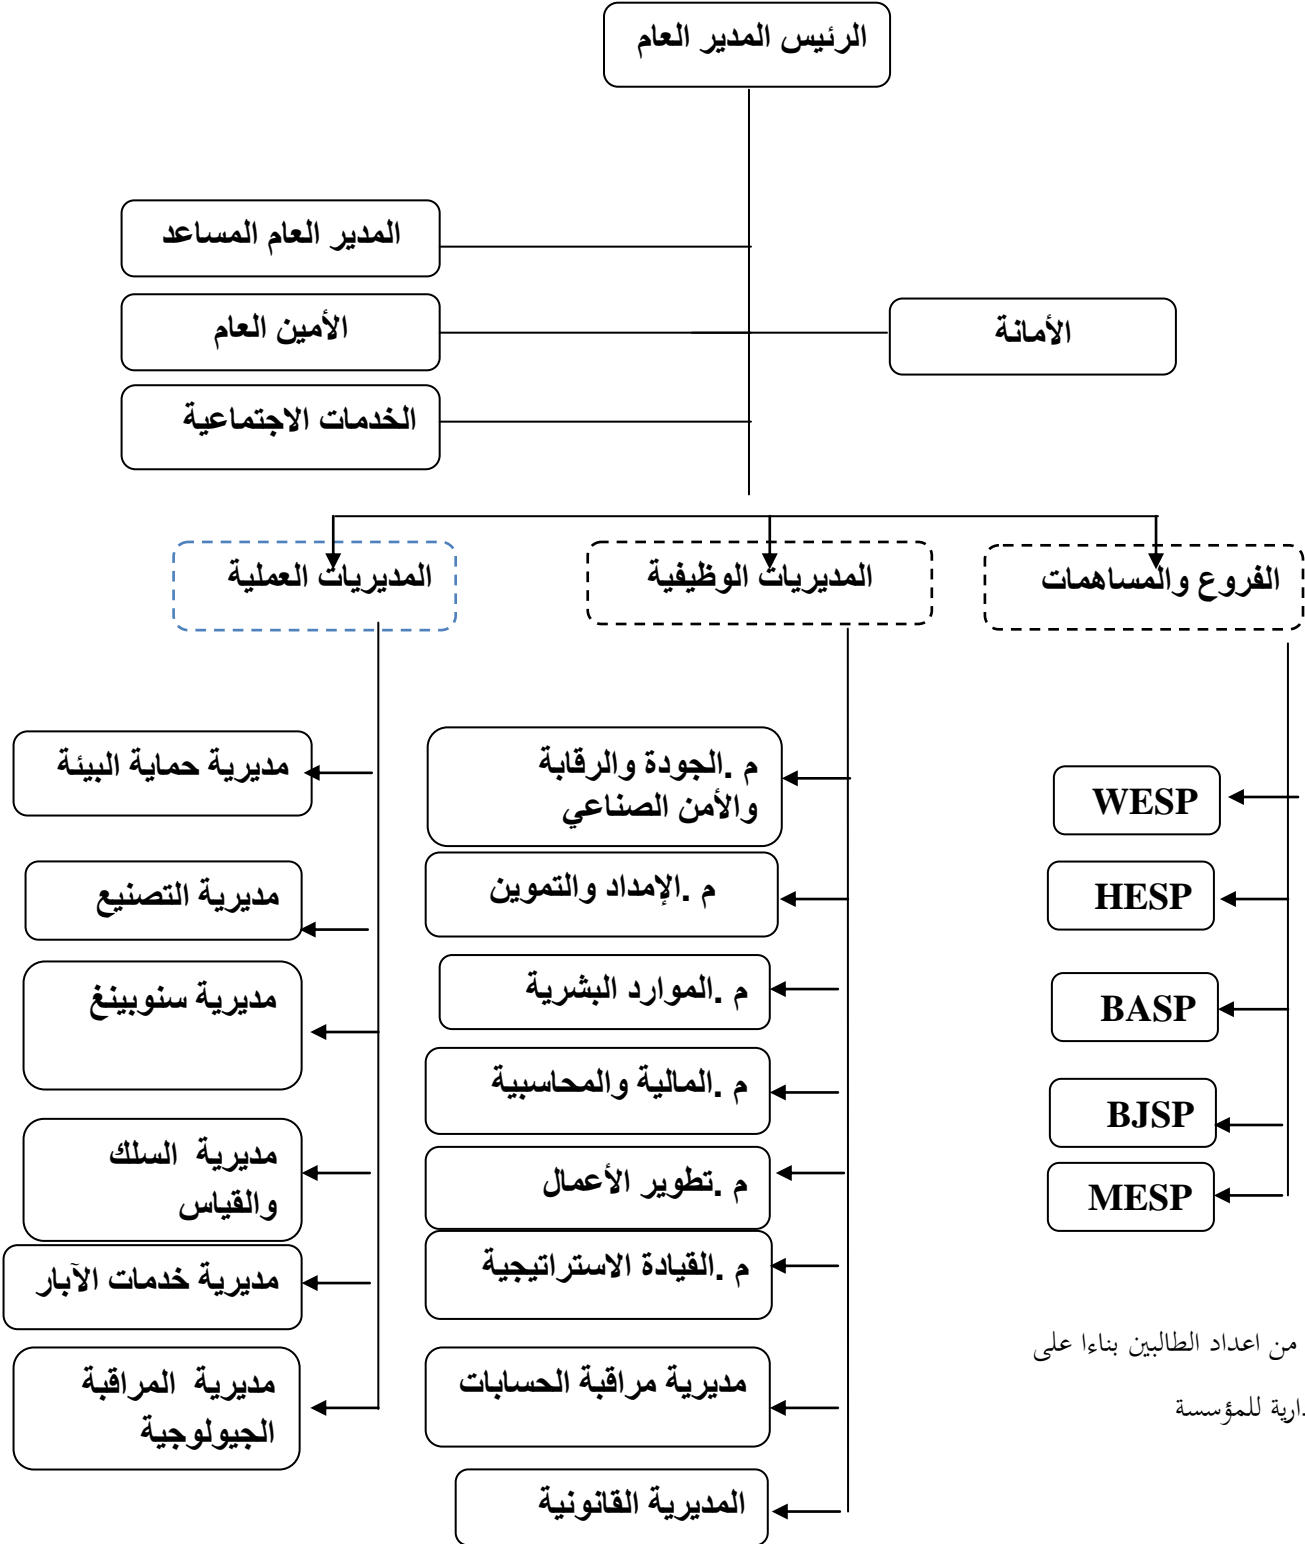 الرئيس المدير العام
المدير العام المساعد
الأمين العام
الأمانة
الخدمات الاجتماعية
الفروع والمساهمات
المديريات الوظيفية
المديريات العملية
WESP
HESP
BASP
BJSP
MESP
م .الجودة والرقابة
والأمن الصناعي
م .الإمداد والتموين
م .الموارد البشرية
م .المالية والمحاسبية
م .تطوير الأعمال
م .القيادة الاستراتيجية
مديرية مراقبة الحسابات
المديرية القانونية
مديرية حماية البيئة
مديرية التصنيع
مديرية سنوبينغ
مديرية السلك
والقياس
مديرية خدمات الآبار
مديرية المراقبة
الجيولوجية
من اعداد الطالبين بناءا على
للمؤسسة